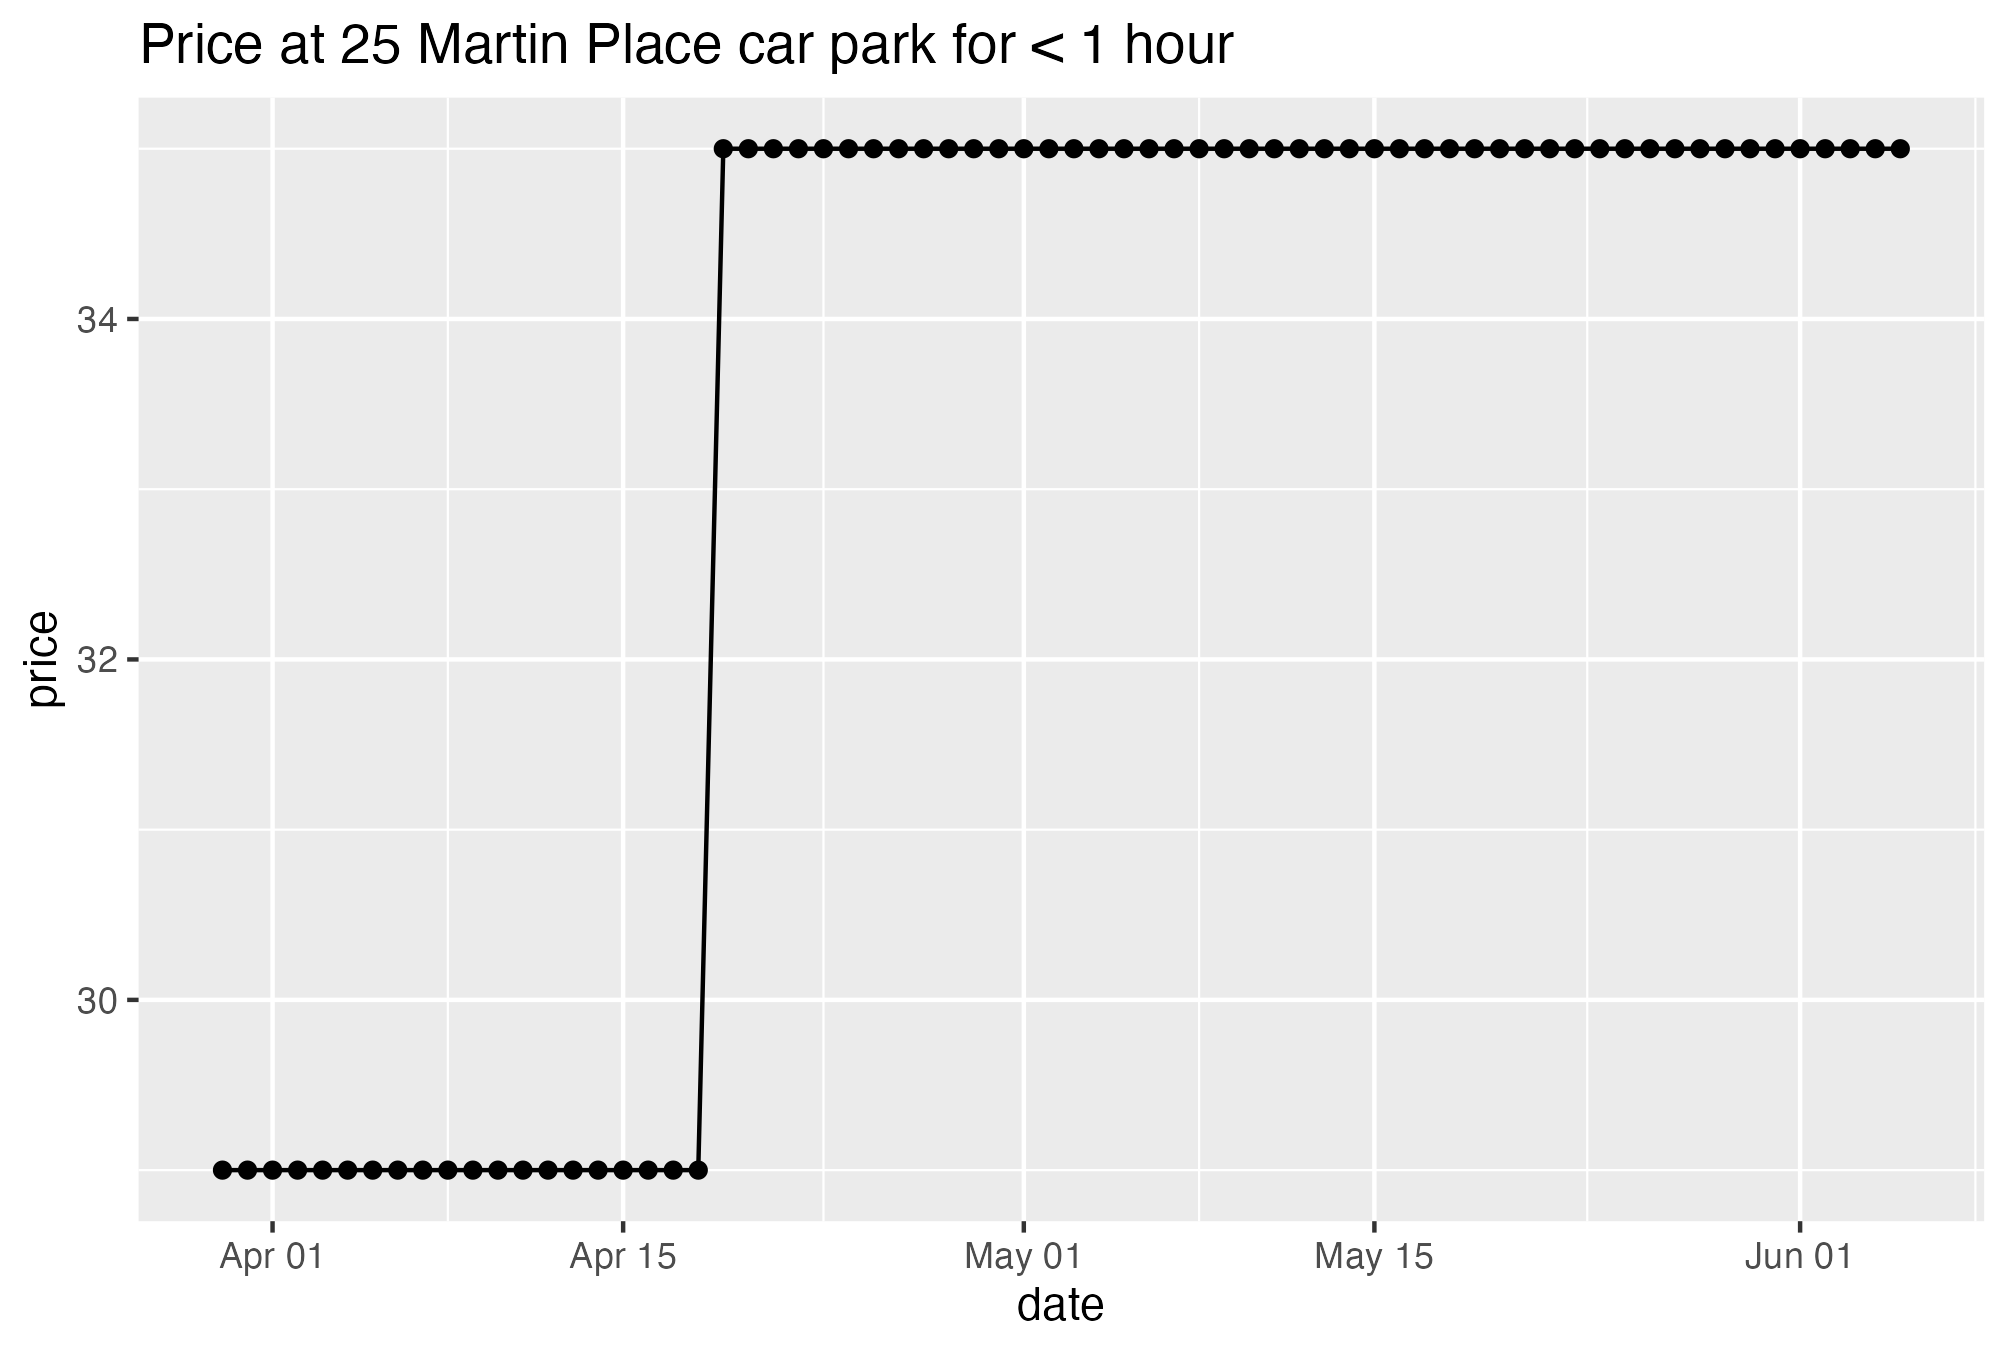 Price at 25 Martin Place car park for < 1 hour
34
32
30
price
Apr 01
Apr 15
May 01
May 15
Jun 01
date